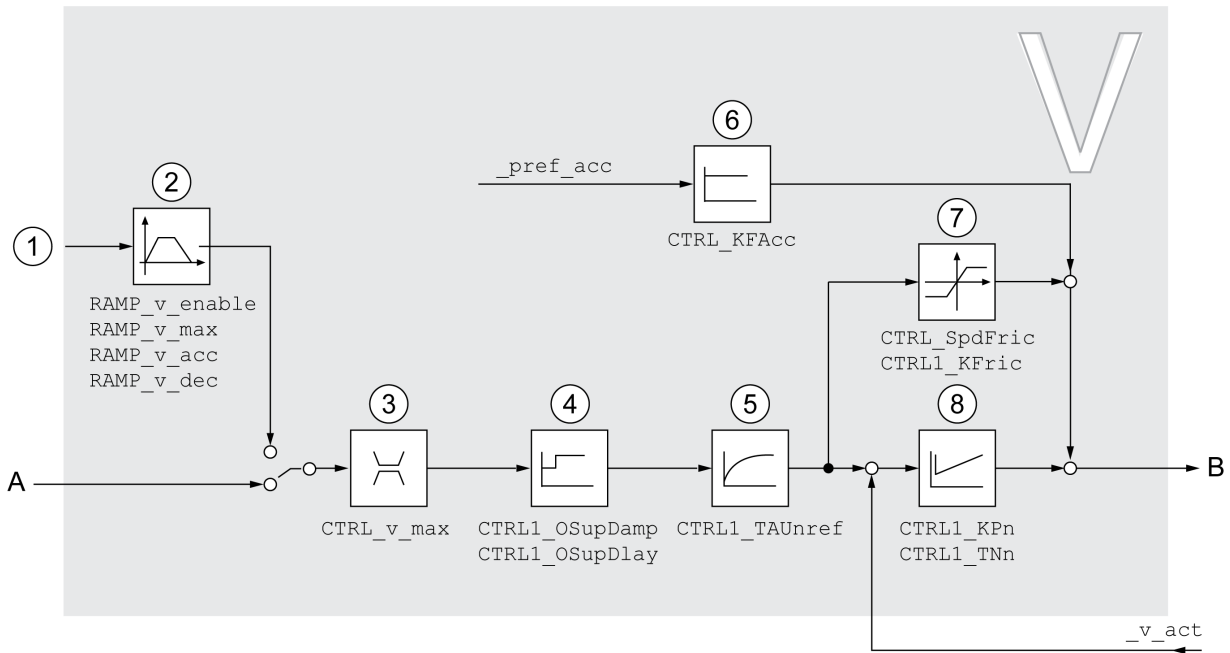 V
6
_pref_acc
2
CTRL_KFAcc
7
1
RAMP_v_enable
RAMP_v_max
RAMP_v_acc
RAMP_v_dec
CTRL_SpdFric
CTRL1_KFric
3
4
5
8
A
B
CTRL_v_max
CTRL1_OSupDamp
CTRL1_OSupDlay
CTRL1_TAUnref
CTRL1_KPn
CTRL1_TNn
_v_act